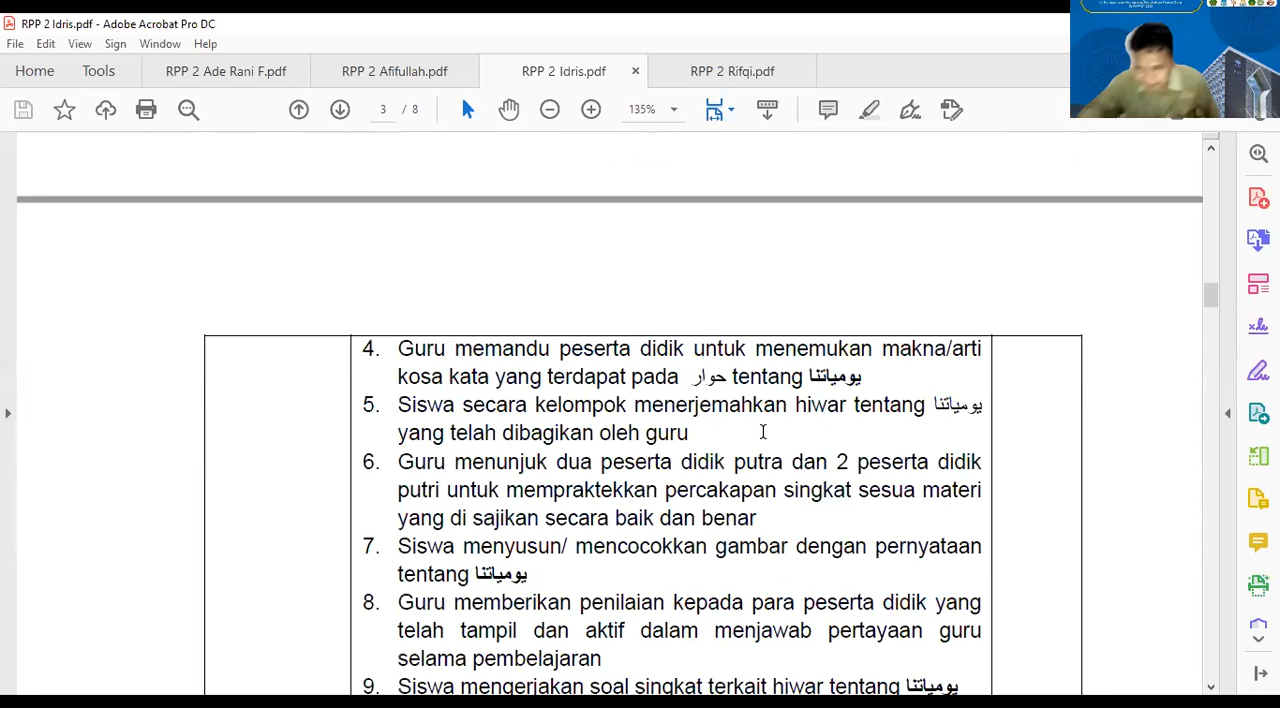 RPP 2 Idris.pdf - Adobe Acrobat Pro DC
File Edit View Sign Window Help
Home Tools RPP 2 Ade Rani F.pdf RPP 2 Afifullah.pdf RPP 2 Idris.pdf × RPP 2 Rifqi.pdf
3 / 8 135%
4. Guru memandu peserta didik untuk menemukan makna/arti
kosa kata yang terdapat pada حوار tentang يومياتنا
5. Siswa secara kelompok menerjemahkan hiwar tentang يومياتنا
yang telah dibagikan oleh guru
6. Guru menunjuk dua peserta didik putra dan 2 peserta didik
putri untuk mempraktekkan percakapan singkat sesua materi
yang di sajikan secara baik dan benar
7. Siswa menyusun/ mencocokkan gambar dengan pernyataan
tentang يومياتنا
8. Guru memberikan penilaian kepada para peserta didik yang
telah tampil dan aktif dalam menjawab pertayaan guru
selama pembelajaran
9. Siswa mengerjakan soal singkat terkait hiwar tentang يومياتنا